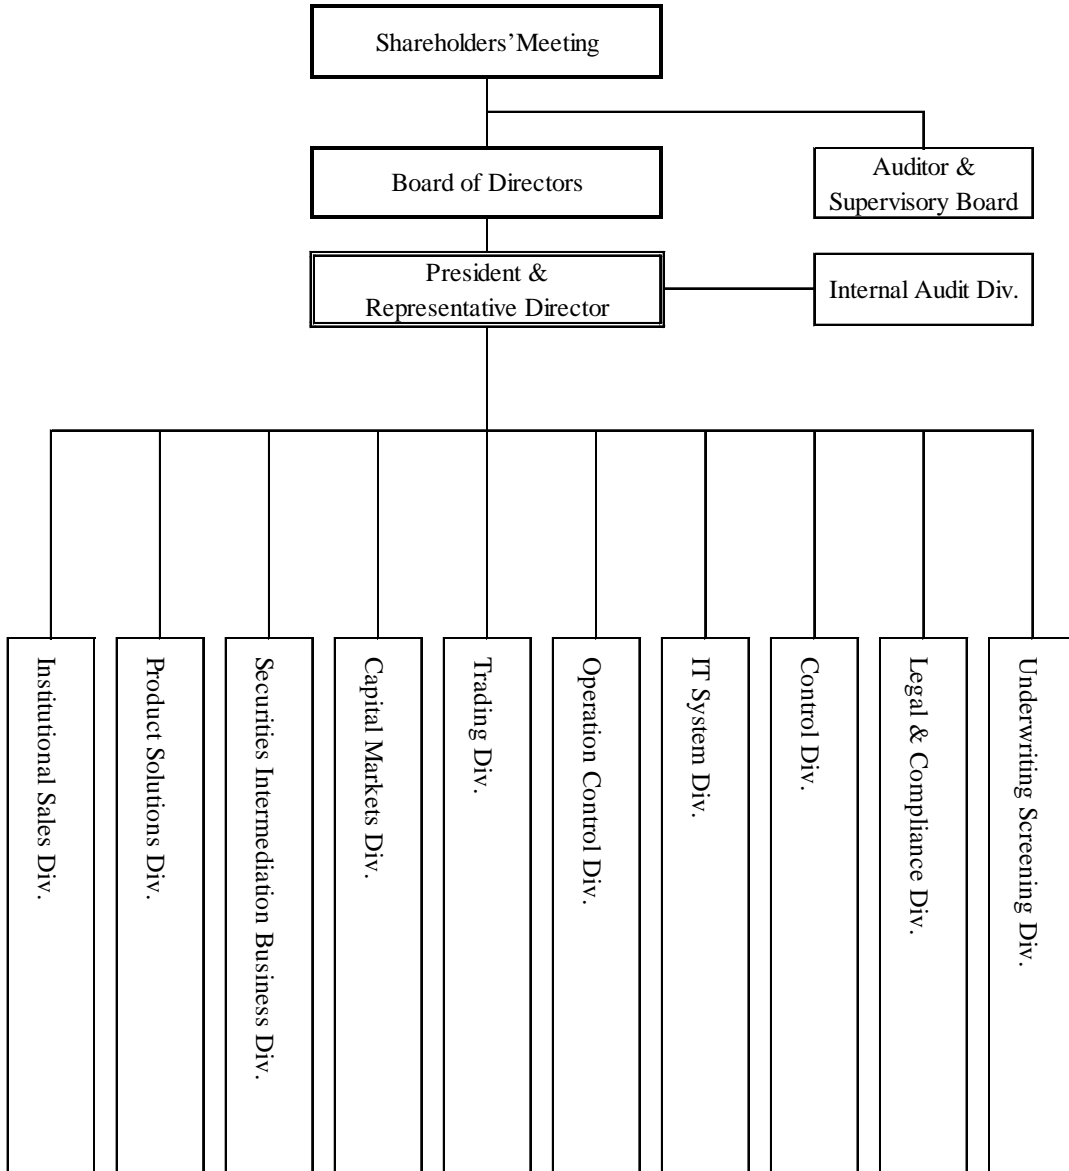 Shareholders’Meeting
Board of Directors
Auditor &
Supervisory Board
President &
Representative Director
Internal Audit Div.
Institutional Sales Div.
Product Solutions Div.
Securities Intermediation Business Div.
Capital Markets Div.
Trading Div.
Operation Control Div.
IT System Div.
Control Div.
Legal & Compliance Div.
Underwriting Screening Div.